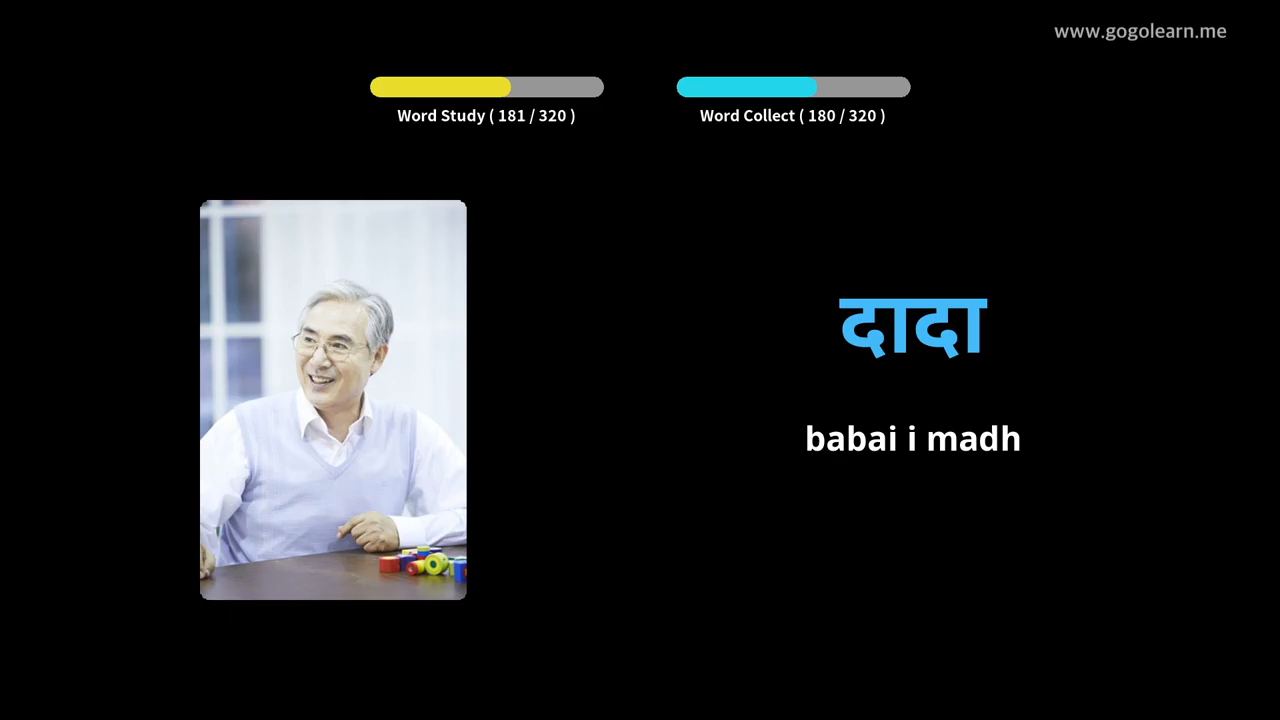 www.gogolearn.me
Word Study ( 181 / 320 )
Word Collect ( 180 / 320 )
दादा
babai i madh